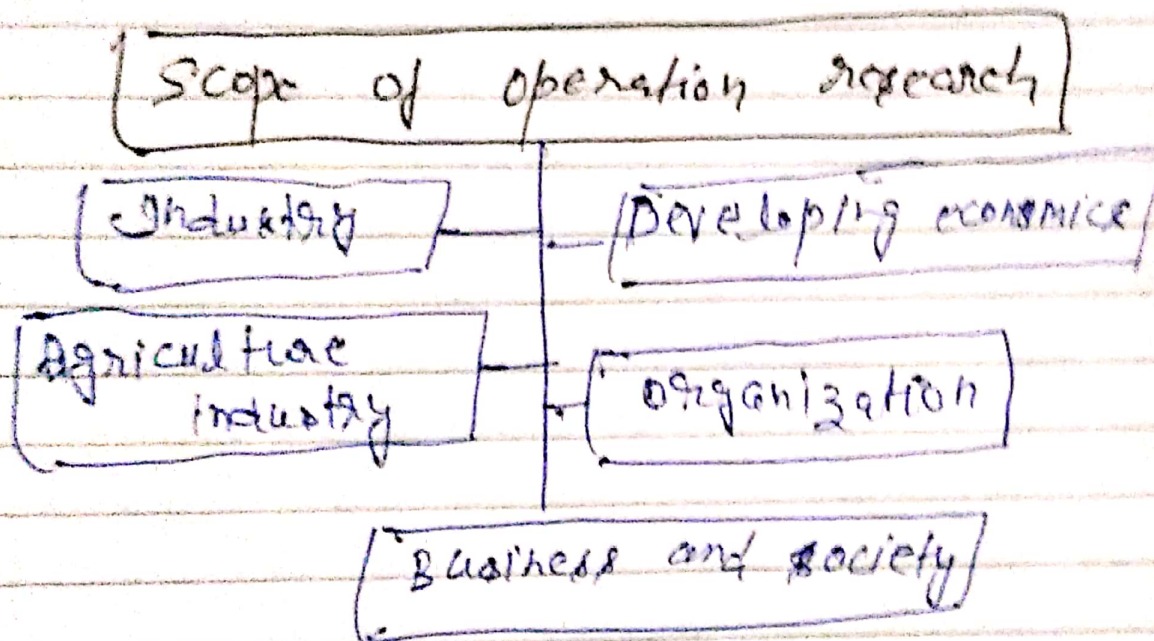 Scope of operation research
Industry
Developing economics
Agriculture
industry
Organization
Business and society